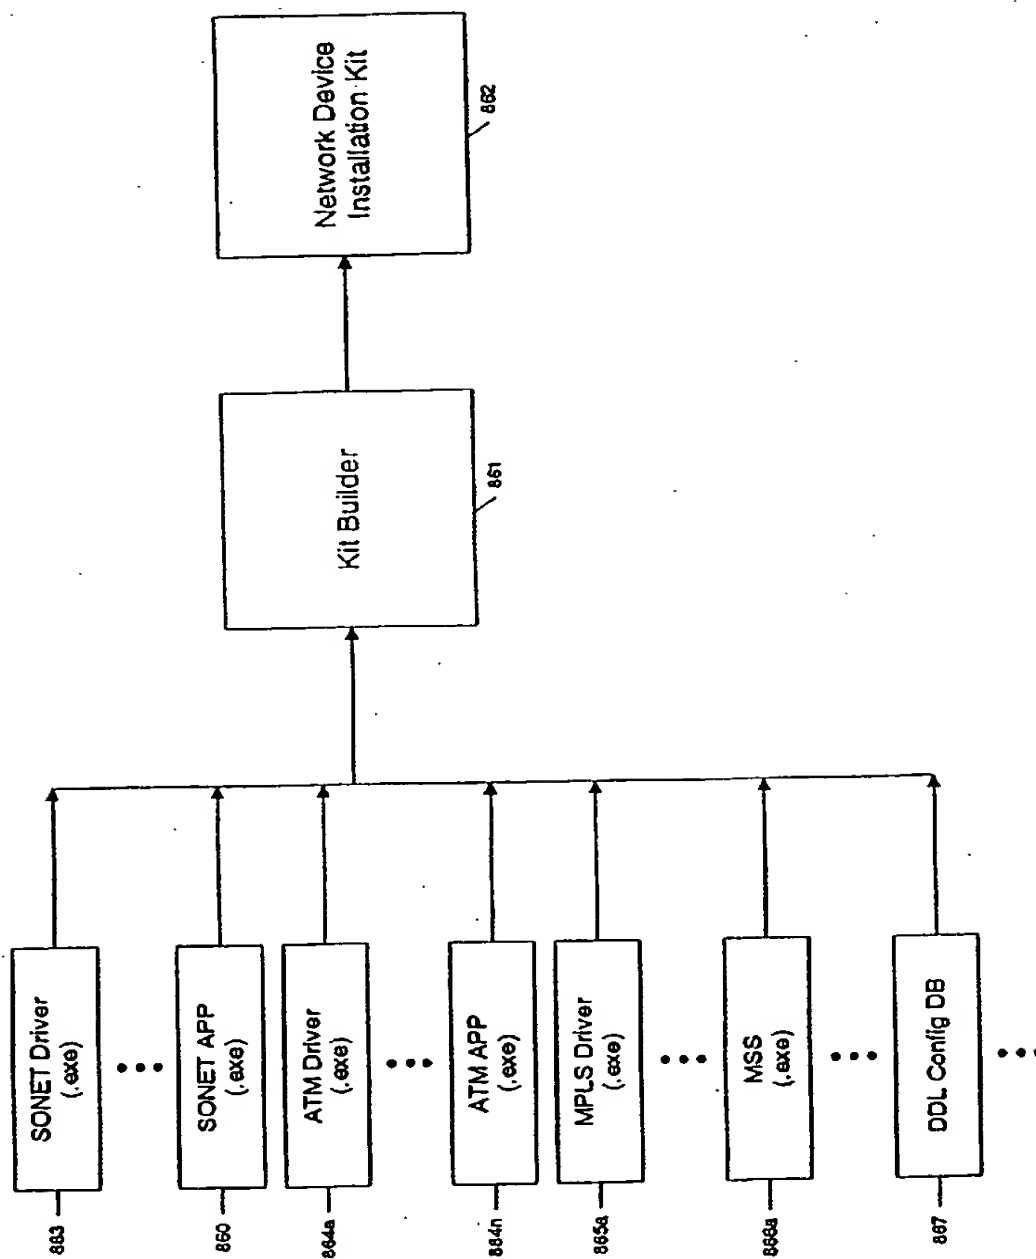 863
SONET Driver
(.exe)
860
SONET APP
(.exe)
864a
ATM Driver
(.exe)
864n
ATM APP
(.exe)
865a
MPLS Driver
(.exe)
866a
MSS
(.exe)
867
DDL Config DB
Kit Builder
861
Network Device
Installation Kit
862